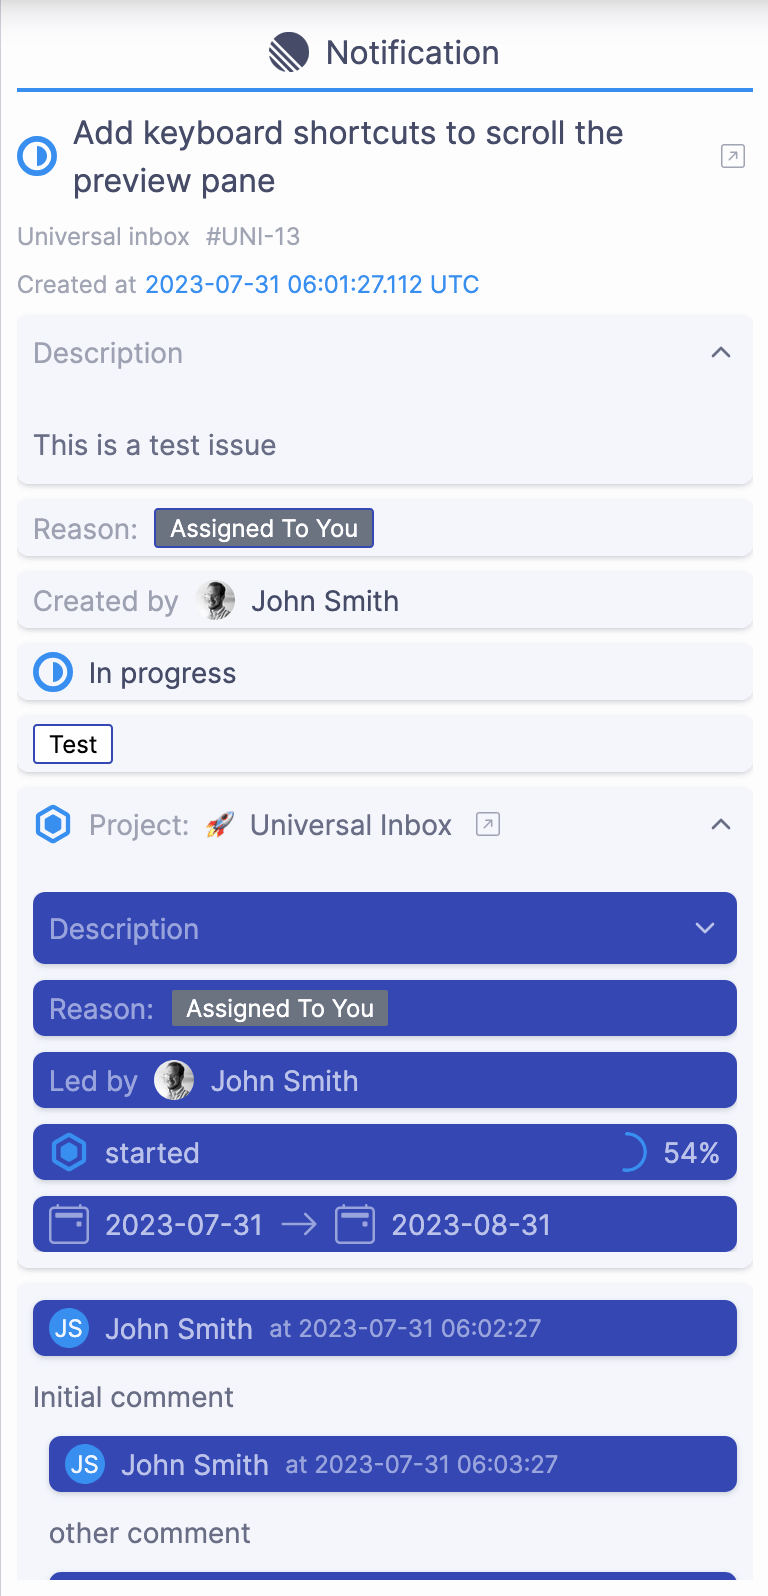 Notification
Add keyboard shortcuts to scroll the
preview pane
Universal inbox #UNI-13
Created at 2023-07-31 06:01:27.112 UTC
Description
This is a test issue
Reason: Assigned To You
Created by John Smith
In progress
Test
Project: 🚀 Universal Inbox
Description
Reason: Assigned To You
Led by John Smith
started 54%
2023-07-31 → 2023-08-31
JS John Smith at 2023-07-31 06:02:27
Initial comment
JS John Smith at 2023-07-31 06:03:27
other comment